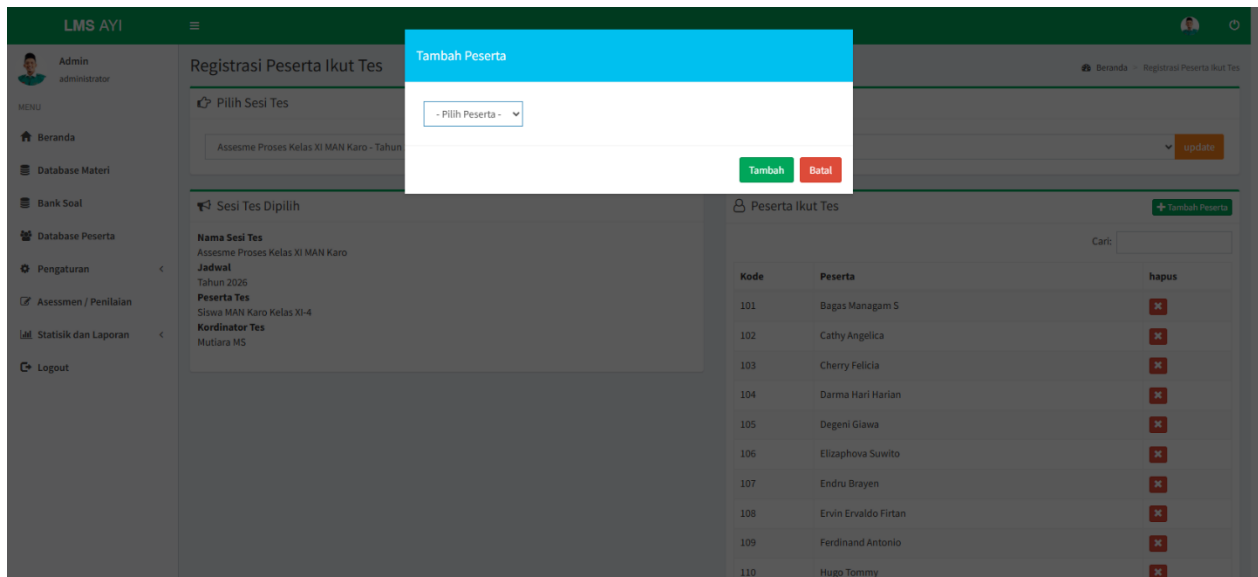 LMS AYI
Admin
administrator
MENU
Beranda
Database Materi
Bank Soal
Database Peserta
Pengaturan
Asessmen / Penilaian
Statisik dan Laporan
Logout
Registrasi Peserta Ikut Tes
Beranda > Registrasi Peserta Ikut Tes
Pilih Sesi Tes
Assesme Proses Kelas XI MAN Karo - Tahun
update
Tambah Peserta
- Pilih Peserta -
Tambah Batal
Sesi Tes Dipilih
Nama Sesi Tes
Assesme Proses Kelas XI MAN Karo
Jadwal
Tahun 2026
Peserta Tes
Siswa MAN Karo Kelas XI-4
Kordinator Tes
Mutiara MS
Peserta Ikut Tes
Tambah Peserta
Cari:
Kode Peserta hapus
101 Bagas Managam S
102 Cathy Angelica
103 Cherry Felicia
104 Darma Hari Harian
105 Degeni Giawa
106 Elizaphova Suwito
107 Endru Brayen
108 Ervin Ervaldo Firtan
109 Ferdinand Antonio
110 Hugo Tommy